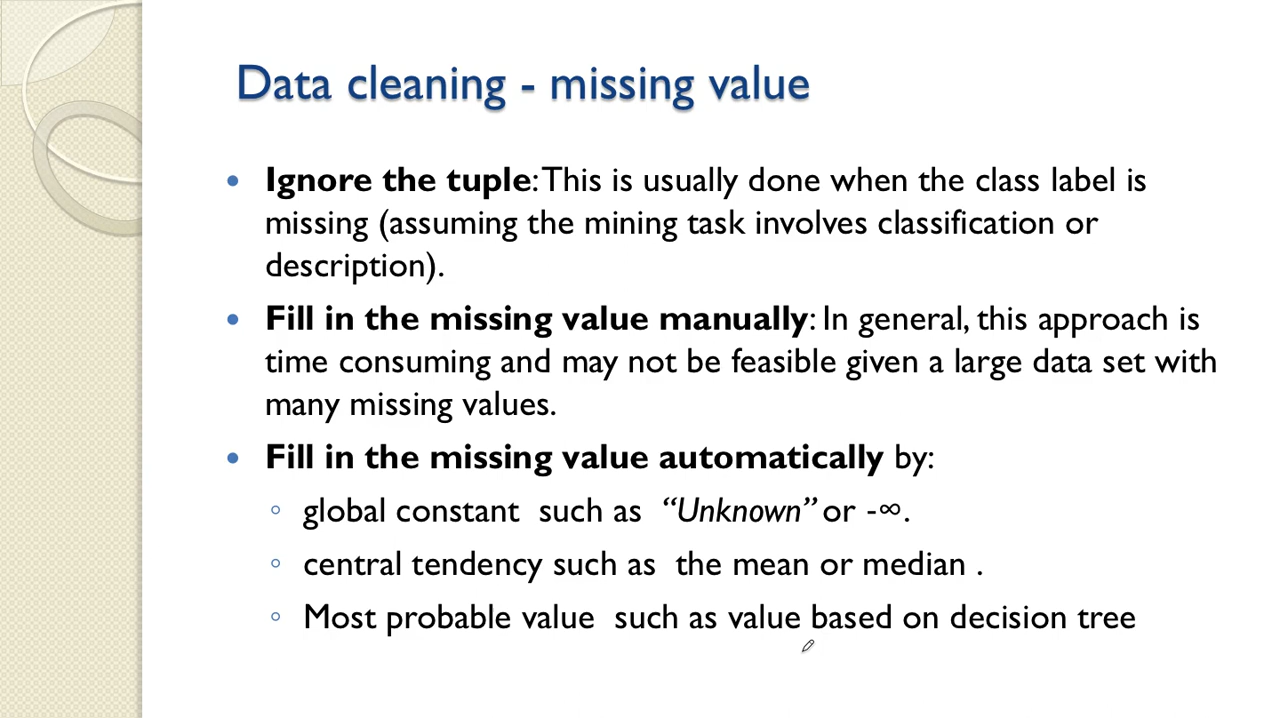 Data cleaning - missing value
• Ignore the tuple: This is usually done when the class label is
missing (assuming the mining task involves classification or
description).
• Fill in the missing value manually: In general, this approach is
time consuming and may not be feasible given a large data set with
many missing values.
• Fill in the missing value automatically by:
◦ global constant such as “Unknown” or -∞.
◦ central tendency such as the mean or median .
◦ Most probable value such as value based on decision tree